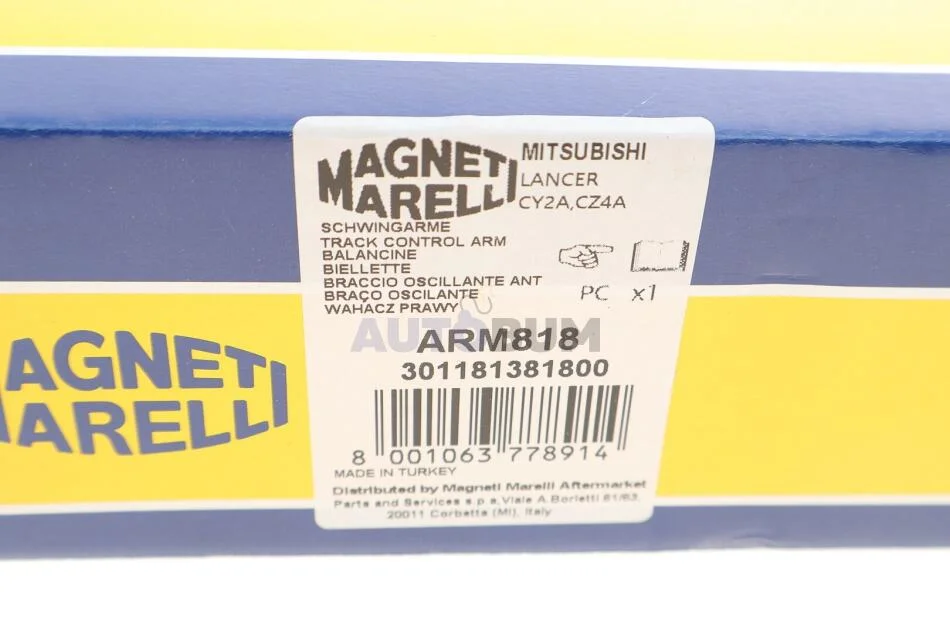 MAGNETI
MARELLI
MITSUBISHI
LANCER
CY2A,CZ4A
SCHWINGARME
TRACK CONTROL ARM
BALANCINE
BIELLETTE
BRACCIO OSCILLANTE ANT
BRAÇO OSCILANTE
WAHACZ PRAWY
PC x1
AUTOBUM
ARM818
301181381800
8 001063 778914
MADE IN TURKEY
Distributed by Magneti Marelli Aftermarket
Parts and Services s.p.a, Viale A.Borletti 61/63,
20011 Corbetta (MI), Italy
MAGNETI
MARELLI